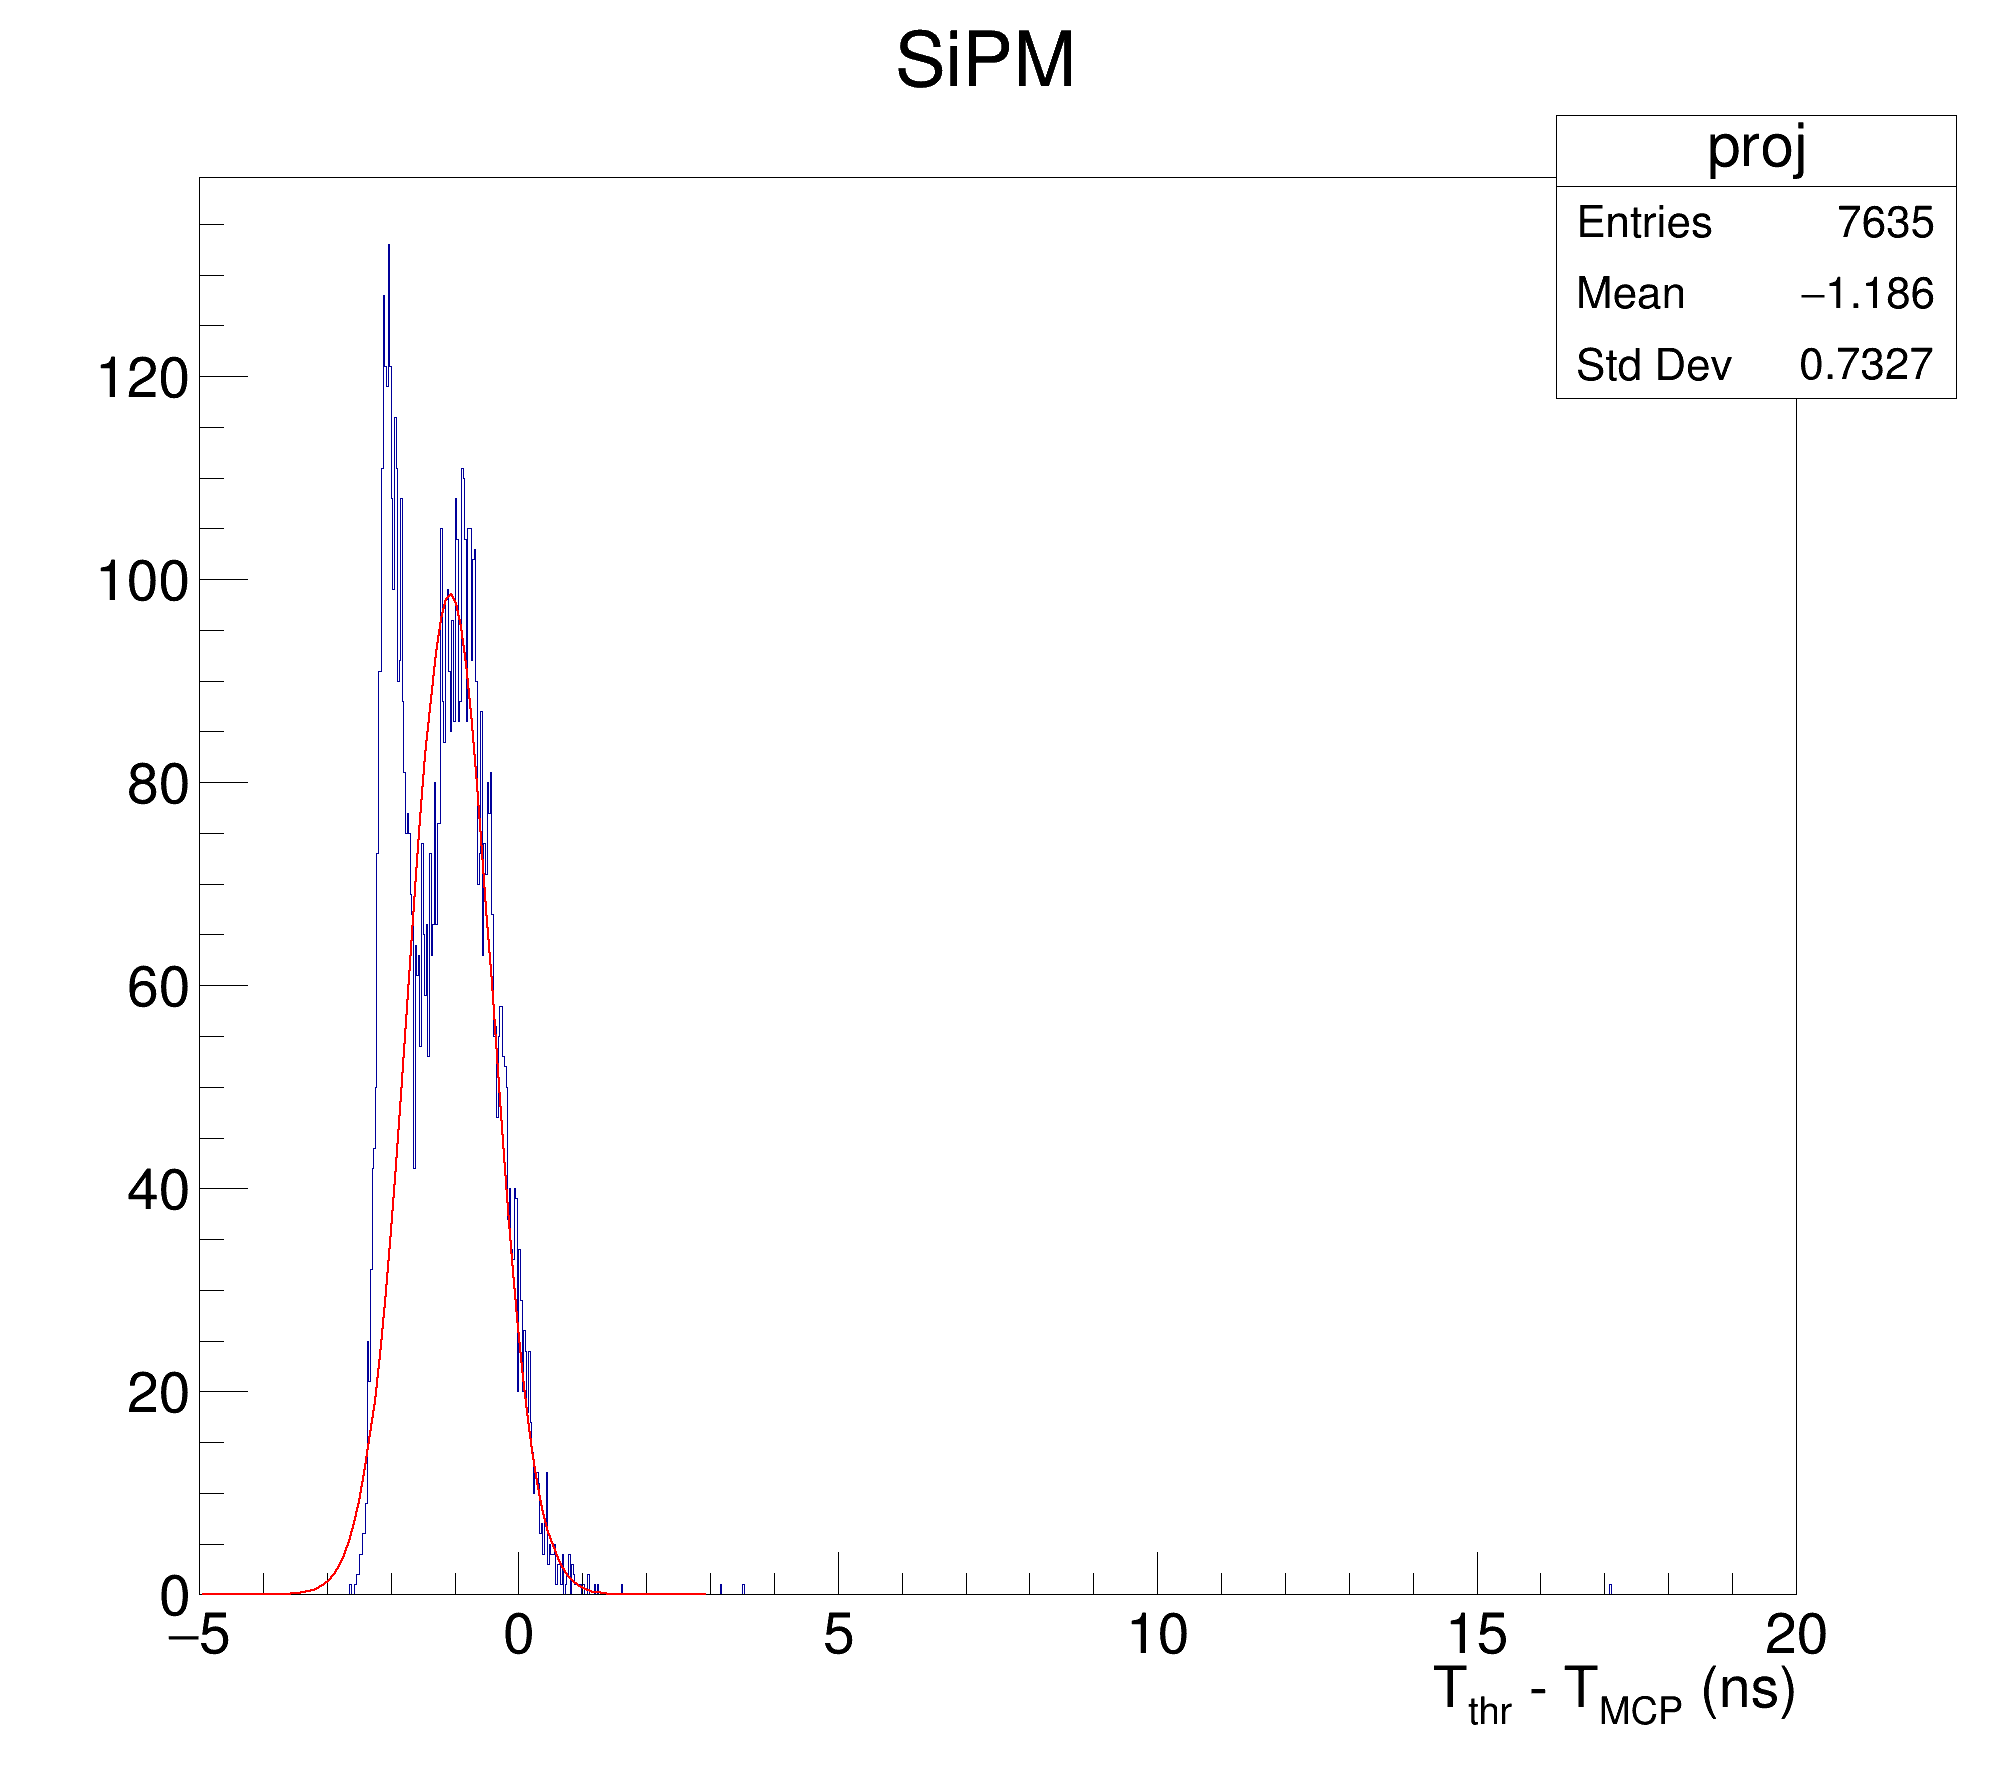 SiPM
proj
Entries 7635
Mean −1.186
Std Dev 0.7327
120
100
80
60
40
20
0
−5 0 5 10 15 20
T_thr - T_MCP (ns)